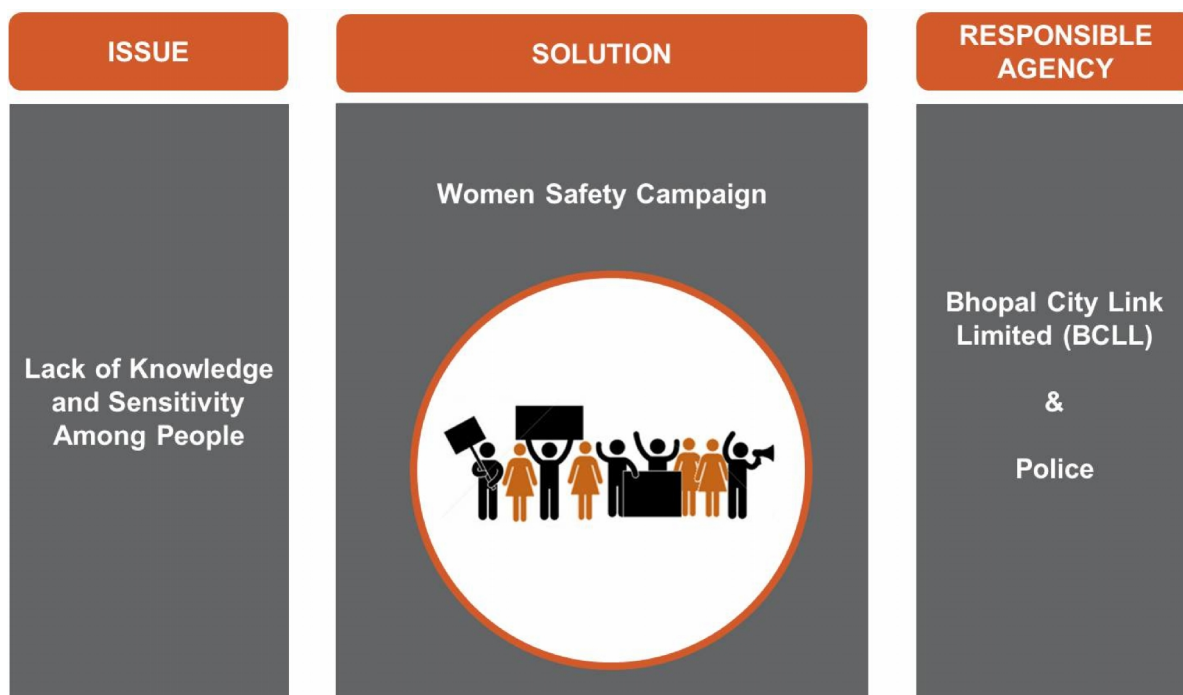 ISSUE
SOLUTION
RESPONSIBLE
AGENCY
Lack of Knowledge
and Sensitivity
Among People
Women Safety Campaign
Bhopal City Link
Limited (BCLL)
&
Police